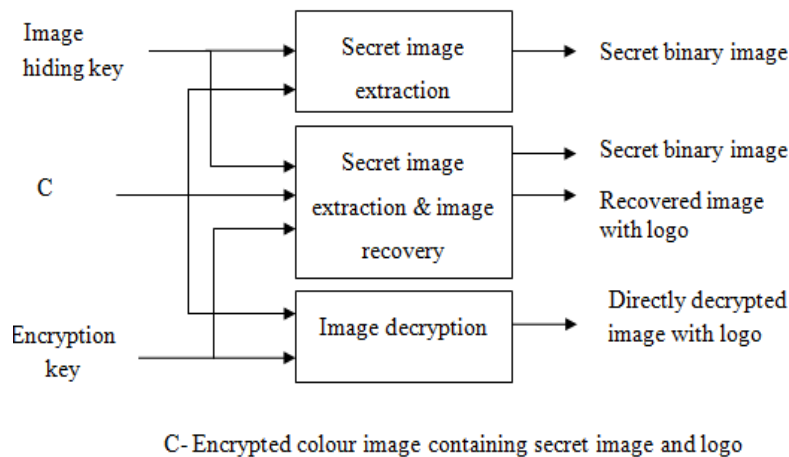 Image
hiding key
C
Encryption
key
Secret image
extraction
Secret image
extraction & image
recovery
Image decryption
Secret binary image
Secret binary image
Recovered image
with logo
Directly decrypted
image with logo
C- Encrypted colour image containing secret image and logo